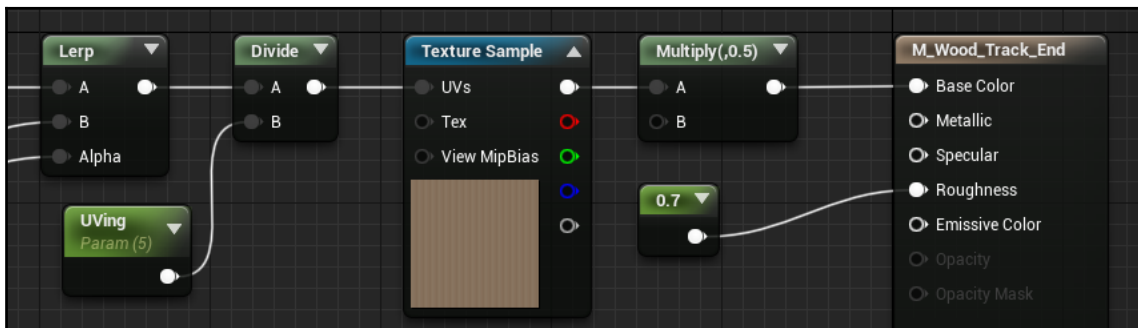 Lerp
A
B
Alpha
UVing
Param (5)
Divide
A
B
Texture Sample
UVs
Tex
View MipBias
Multiply(,0.5)
A
B
0.7
M_Wood_Track_End
Base Color
Metallic
Specular
Roughness
Emissive Color
Opacity
Opacity Mask